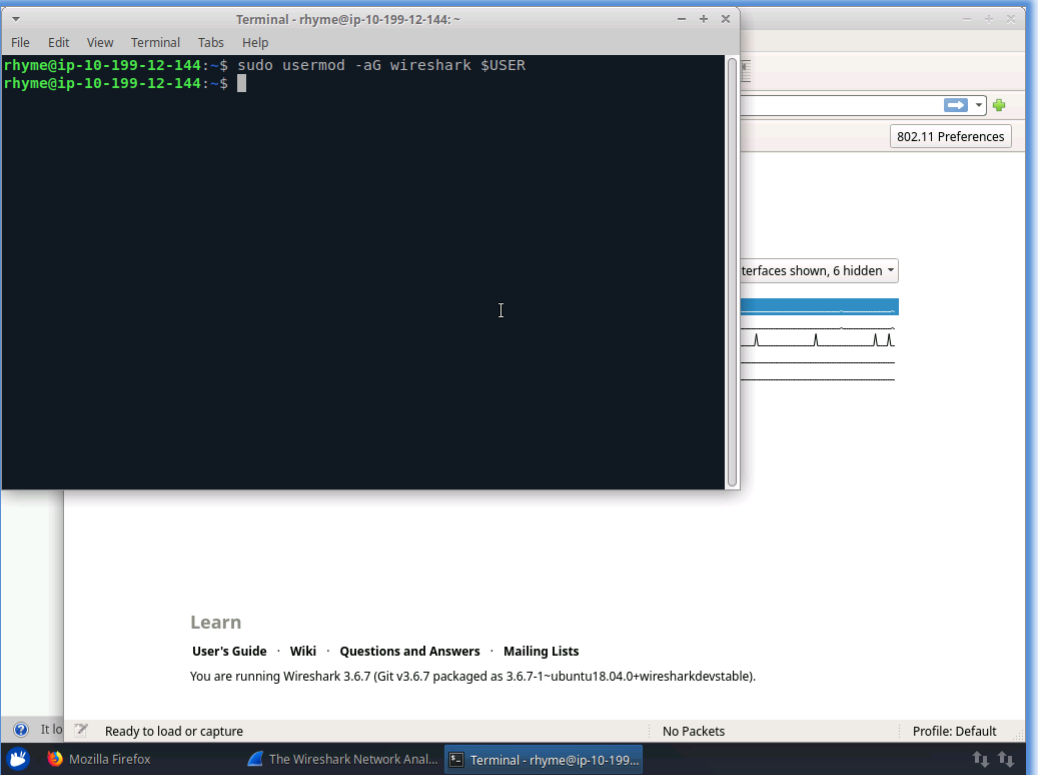 Terminal - rhyme@ip-10-199-12-144: ~
File Edit View Terminal Tabs Help
rhyme@ip-10-199-12-144:~$ sudo usermod -aG wireshark $USER
rhyme@ip-10-199-12-144:~$
802.11 Preferences
terfaces shown, 6 hidden
Learn
User's Guide · Wiki · Questions and Answers · Mailing Lists
You are running Wireshark 3.6.7 (Git v3.6.7 packaged as 3.6.7-1~ubuntu18.04.0+wiresharkdevstable).
It lo
Ready to load or capture No Packets Profile: Default
Mozilla Firefox The Wireshark Network Anal... Terminal - rhyme@ip-10-199...